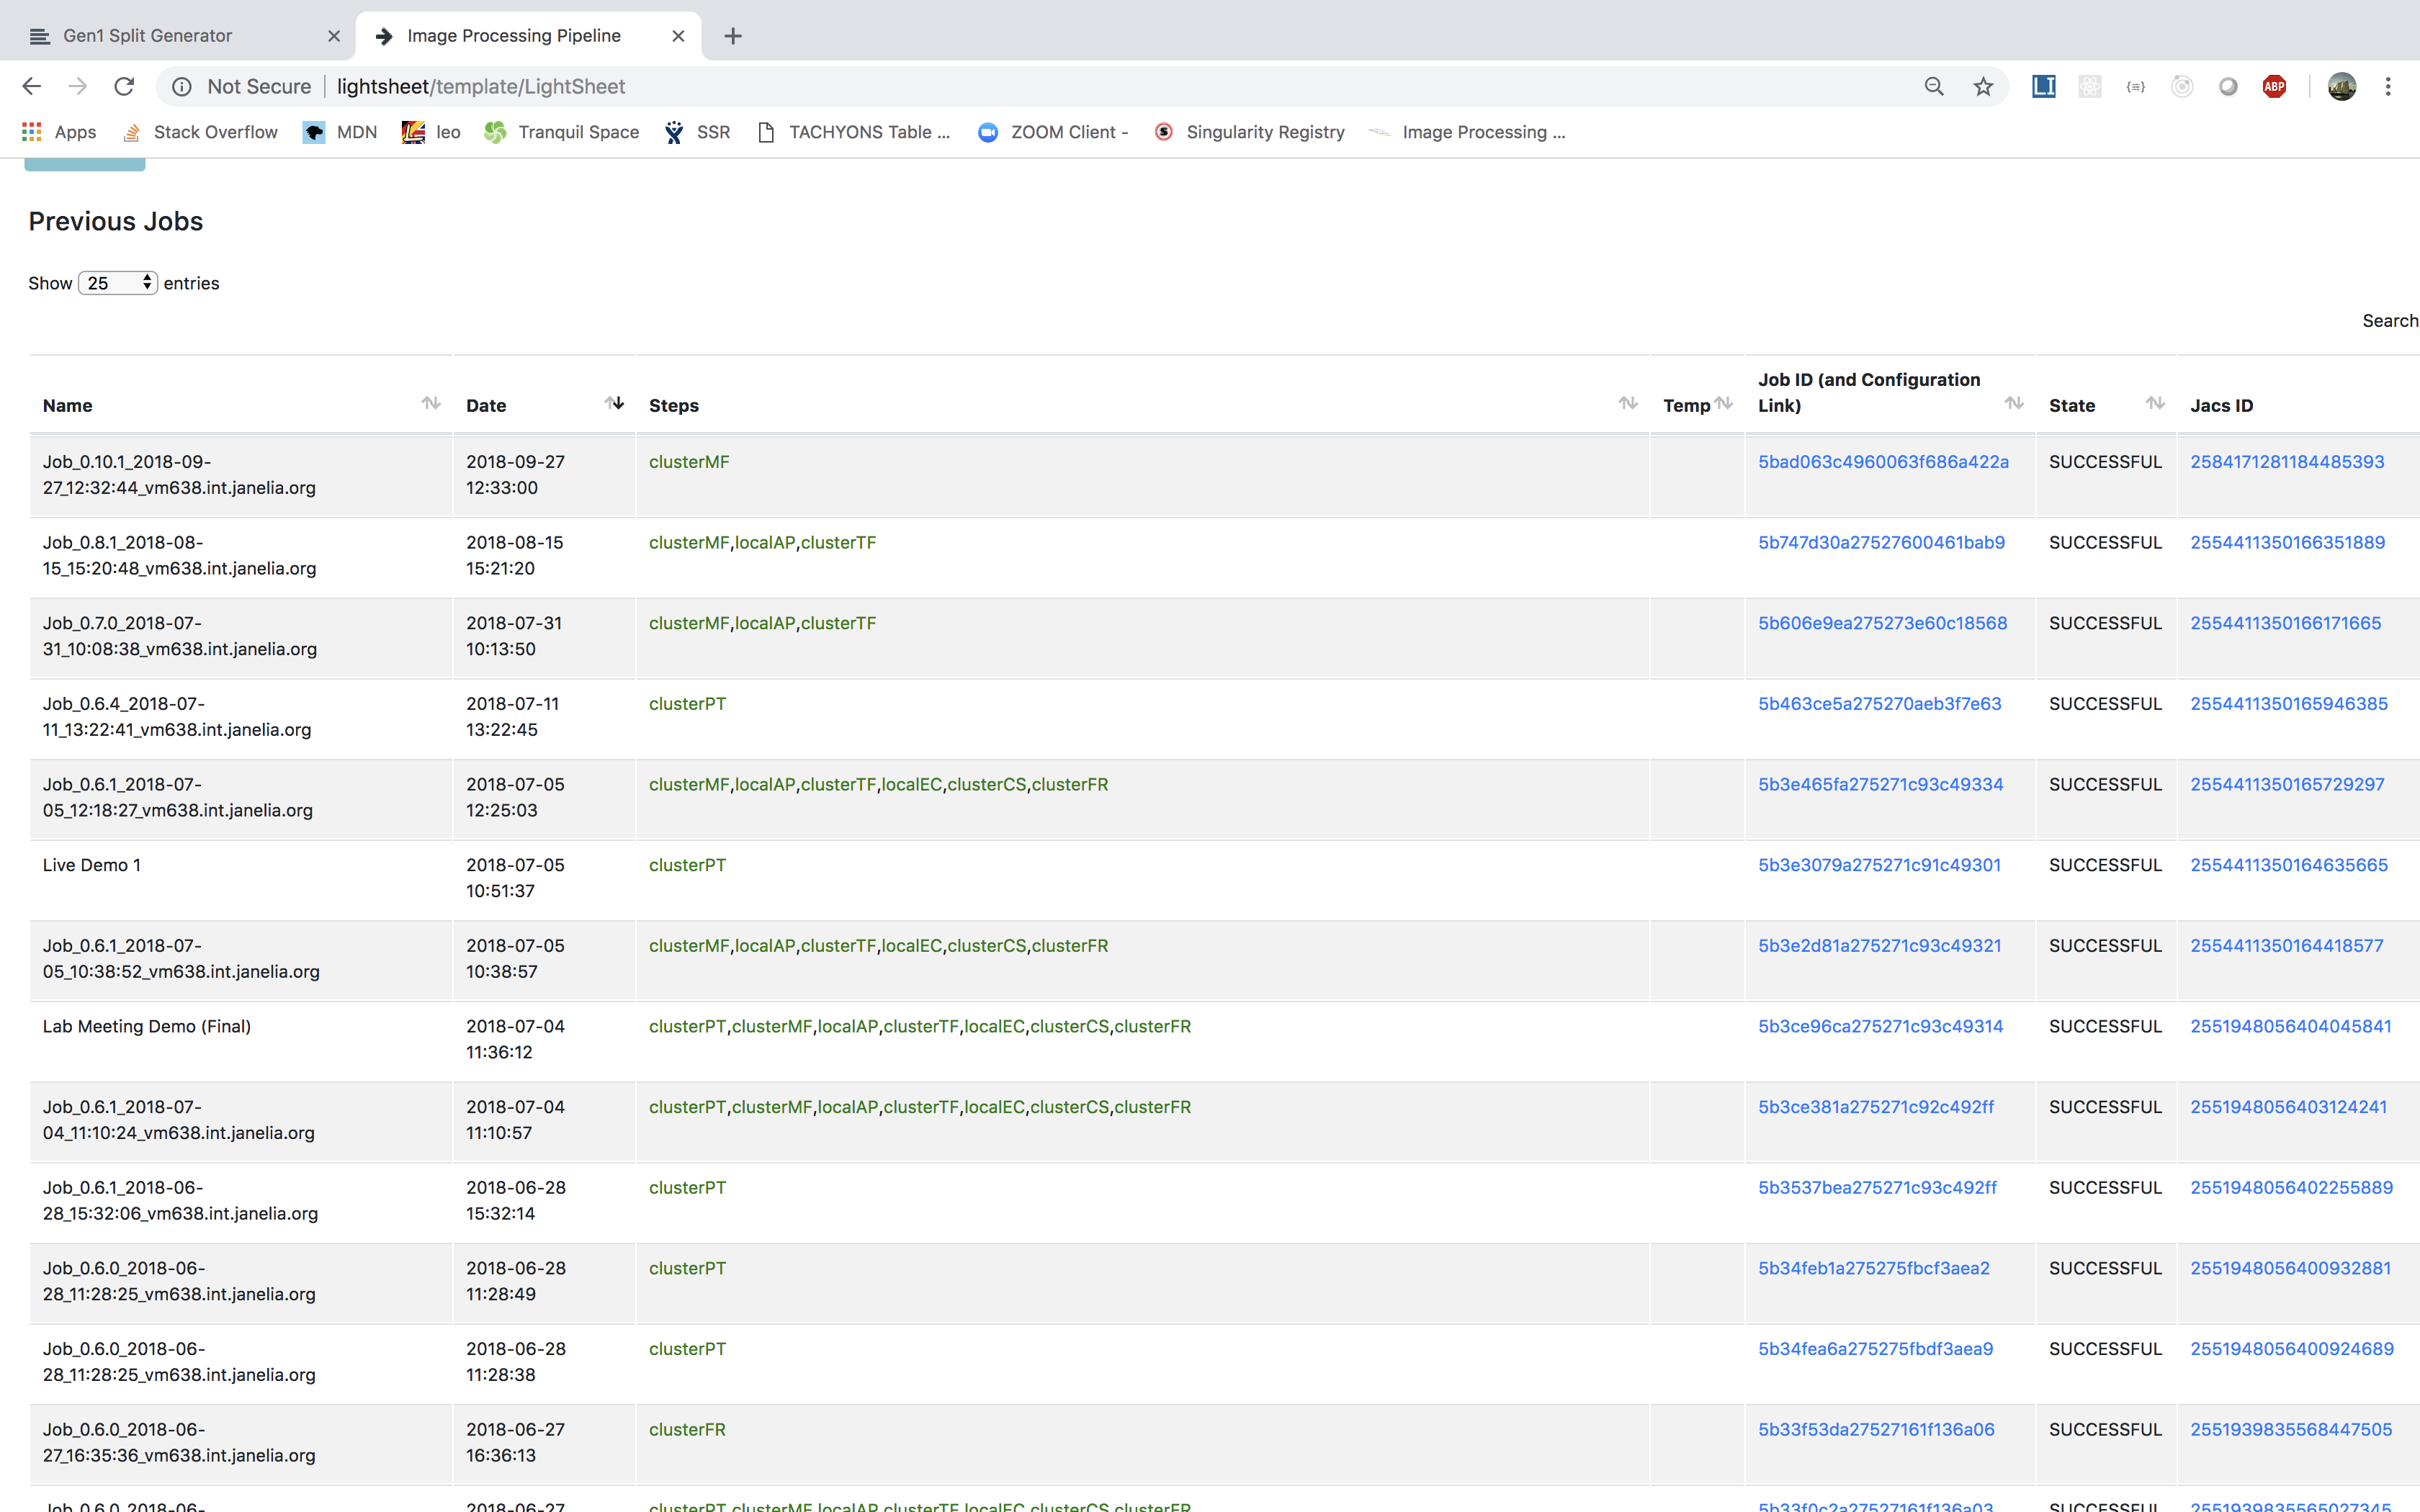 Gen1 Split Generator
Image Processing Pipeline
Not Secure lightsheet/template/LightSheet
LI {≡} ABP
Apps Stack Overflow MDN leo Tranquil Space SSR TACHYONS Table ... ZOOM Client - Singularity Registry Image Processing ...
Previous Jobs
Show 25 entries
Search
Job ID (and Configuration
Name Date Steps Temp Link) State Jacs ID
Job_0.10.1_2018-09- 2018-09-27 clusterMF 5bad063c4960063f686a422a SUCCESSFUL 2584171281184485393
27_12:32:44_vm638.int.janelia.org 12:33:00
Job_0.8.1_2018-08- 2018-08-15 clusterMF,localAP,clusterTF 5b747d30a27527600461bab9 SUCCESSFUL 2554411350166351889
15_15:20:48_vm638.int.janelia.org 15:21:20
Job_0.7.0_2018-07- 2018-07-31 clusterMF,localAP,clusterTF 5b606e9ea275273e60c18568 SUCCESSFUL 2554411350166171665
31_10:08:38_vm638.int.janelia.org 10:13:50
Job_0.6.4_2018-07- 2018-07-11 clusterPT 5b463ce5a275270aeb3f7e63 SUCCESSFUL 2554411350165946385
11_13:22:41_vm638.int.janelia.org 13:22:45
Job_0.6.1_2018-07- 2018-07-05 clusterMF,localAP,clusterTF,localEC,clusterCS,clusterFR 5b3e465fa275271c93c49334 SUCCESSFUL 2554411350165729297
05_12:18:27_vm638.int.janelia.org 12:25:03
Live Demo 1 2018-07-05 clusterPT 5b3e3079a275271c91c49301 SUCCESSFUL 2554411350164635665
10:51:37
Job_0.6.1_2018-07- 2018-07-05 clusterMF,localAP,clusterTF,localEC,clusterCS,clusterFR 5b3e2d81a275271c93c49321 SUCCESSFUL 2554411350164418577
05_10:38:52_vm638.int.janelia.org 10:38:57
Lab Meeting Demo (Final) 2018-07-04 clusterPT,clusterMF,localAP,clusterTF,localEC,clusterCS,clusterFR 5b3ce96ca275271c93c49314 SUCCESSFUL 2551948056404045841
11:36:12
Job_0.6.1_2018-07- 2018-07-04 clusterPT,clusterMF,localAP,clusterTF,localEC,clusterCS,clusterFR 5b3ce381a275271c92c492ff SUCCESSFUL 2551948056403124241
04_11:10:24_vm638.int.janelia.org 11:10:57
Job_0.6.1_2018-06- 2018-06-28 clusterPT 5b3537bea275271c93c492ff SUCCESSFUL 2551948056402255889
28_15:32:06_vm638.int.janelia.org 15:32:14
Job_0.6.0_2018-06- 2018-06-28 clusterPT 5b34feb1a275275fbcf3aea2 SUCCESSFUL 2551948056400932881
28_11:28:25_vm638.int.janelia.org 11:28:49
Job_0.6.0_2018-06- 2018-06-28 clusterPT 5b34fea6a275275fbdf3aea9 SUCCESSFUL 2551948056400924689
28_11:28:25_vm638.int.janelia.org 11:28:38
Job_0.6.0_2018-06- 2018-06-27 clusterFR 5b33f53da27527161f136a06 SUCCESSFUL 2551939835568447505
27_16:35:36_vm638.int.janelia.org 16:36:13
Job_0.6.0_2018-06- 2018-06-27 clusterPT,clusterMF,localAP,clusterTF,localEC,clusterCS,clusterFR 5b33f0c2a27527161f136a03 SUCCESSFUL 2551939835565027345